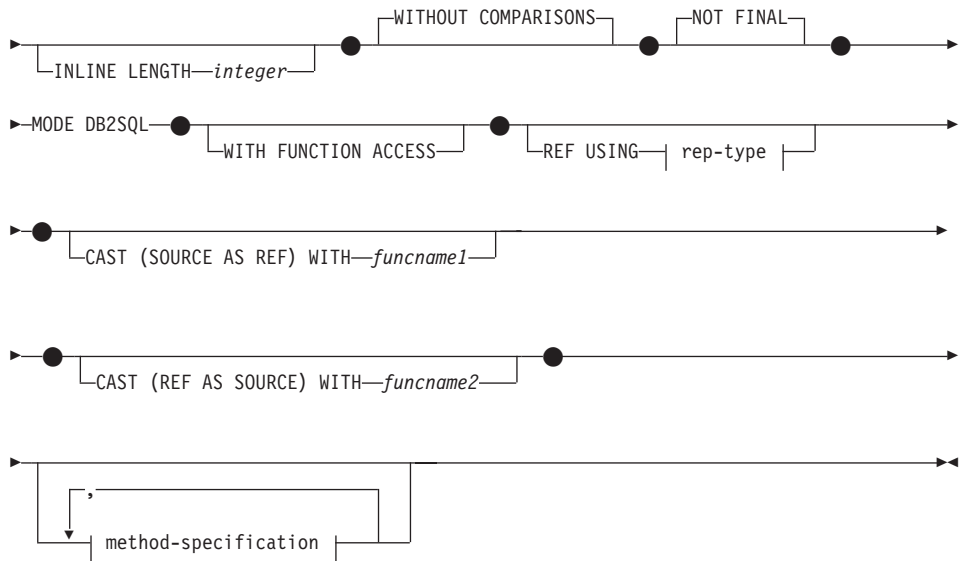 WITHOUT COMPARISONS NOT FINAL
INLINE LENGTH integer
MODE DB2SQL
WITH FUNCTION ACCESS REF USING rep-type
CAST (SOURCE AS REF) WITH funcname1
CAST (REF AS SOURCE) WITH funcname2
,
method-specification